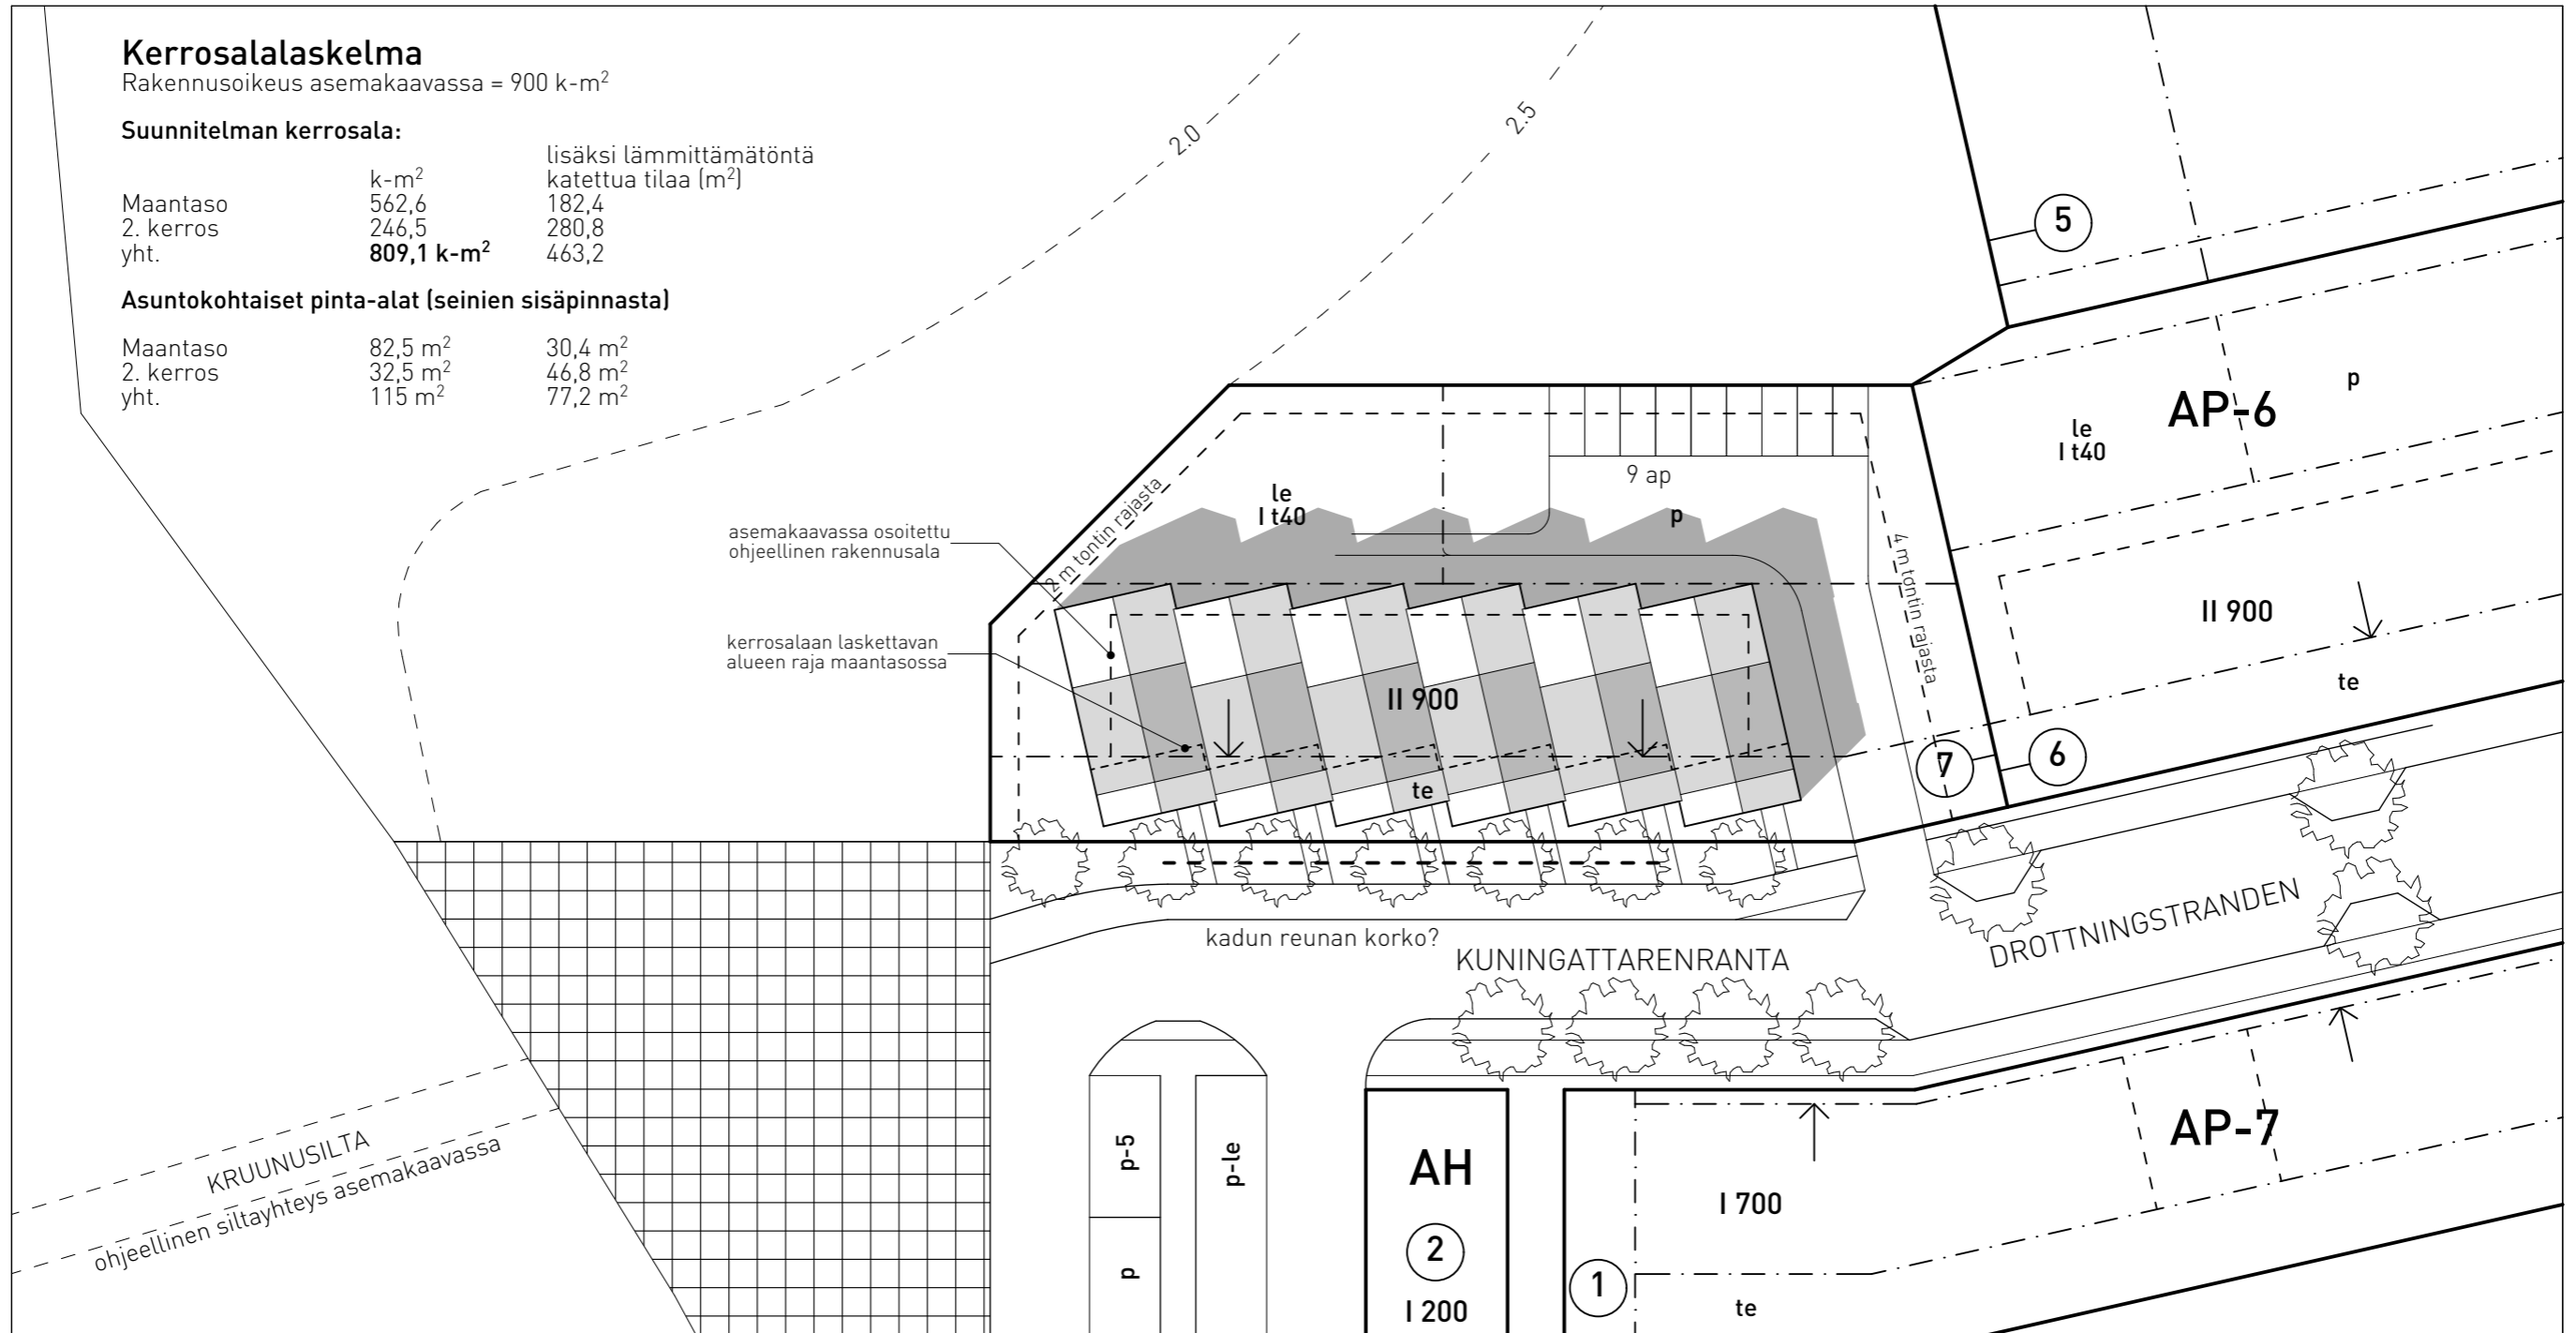 Kerrosalalaskelma
Rakennusoikeus asemakaavassa = 900 k-m²
Suunnitelman kerrosala:
lisäksi lämmittämätöntä
k-m² katettua tilaa (m²)
Maantaso 562,6 182,4
2. kerros 246,5 280,8
yht. 809,1 k-m² 463,2
Asuntokohtaiset pinta-alat (seinien sisäpinnasta)
Maantaso 82,5 m² 30,4 m²
2. kerros 32,5 m² 46,8 m²
yht. 115 m² 77,2 m²
2.0
2.5
5
AP-6
p
le
I t40
II 900
te
6
7
9 ap
le
I t40
p
2 m tontin rajasta
4 m tontin rajasta
asemakaavassa osoitettu
ohjeellinen rakennusala
kerrosalaan laskettavan
alueen raja maantasossa
II 900
te
kadun reunan korko?
KUNINGATTARENRANTA
DROTTNINGSTRANDEN
KRUUNUSILTA
ohjeellinen siltayhteys asemakaavassa
p-5
p
p-le
AH
2
I 200
1
I 700
te
AP-7